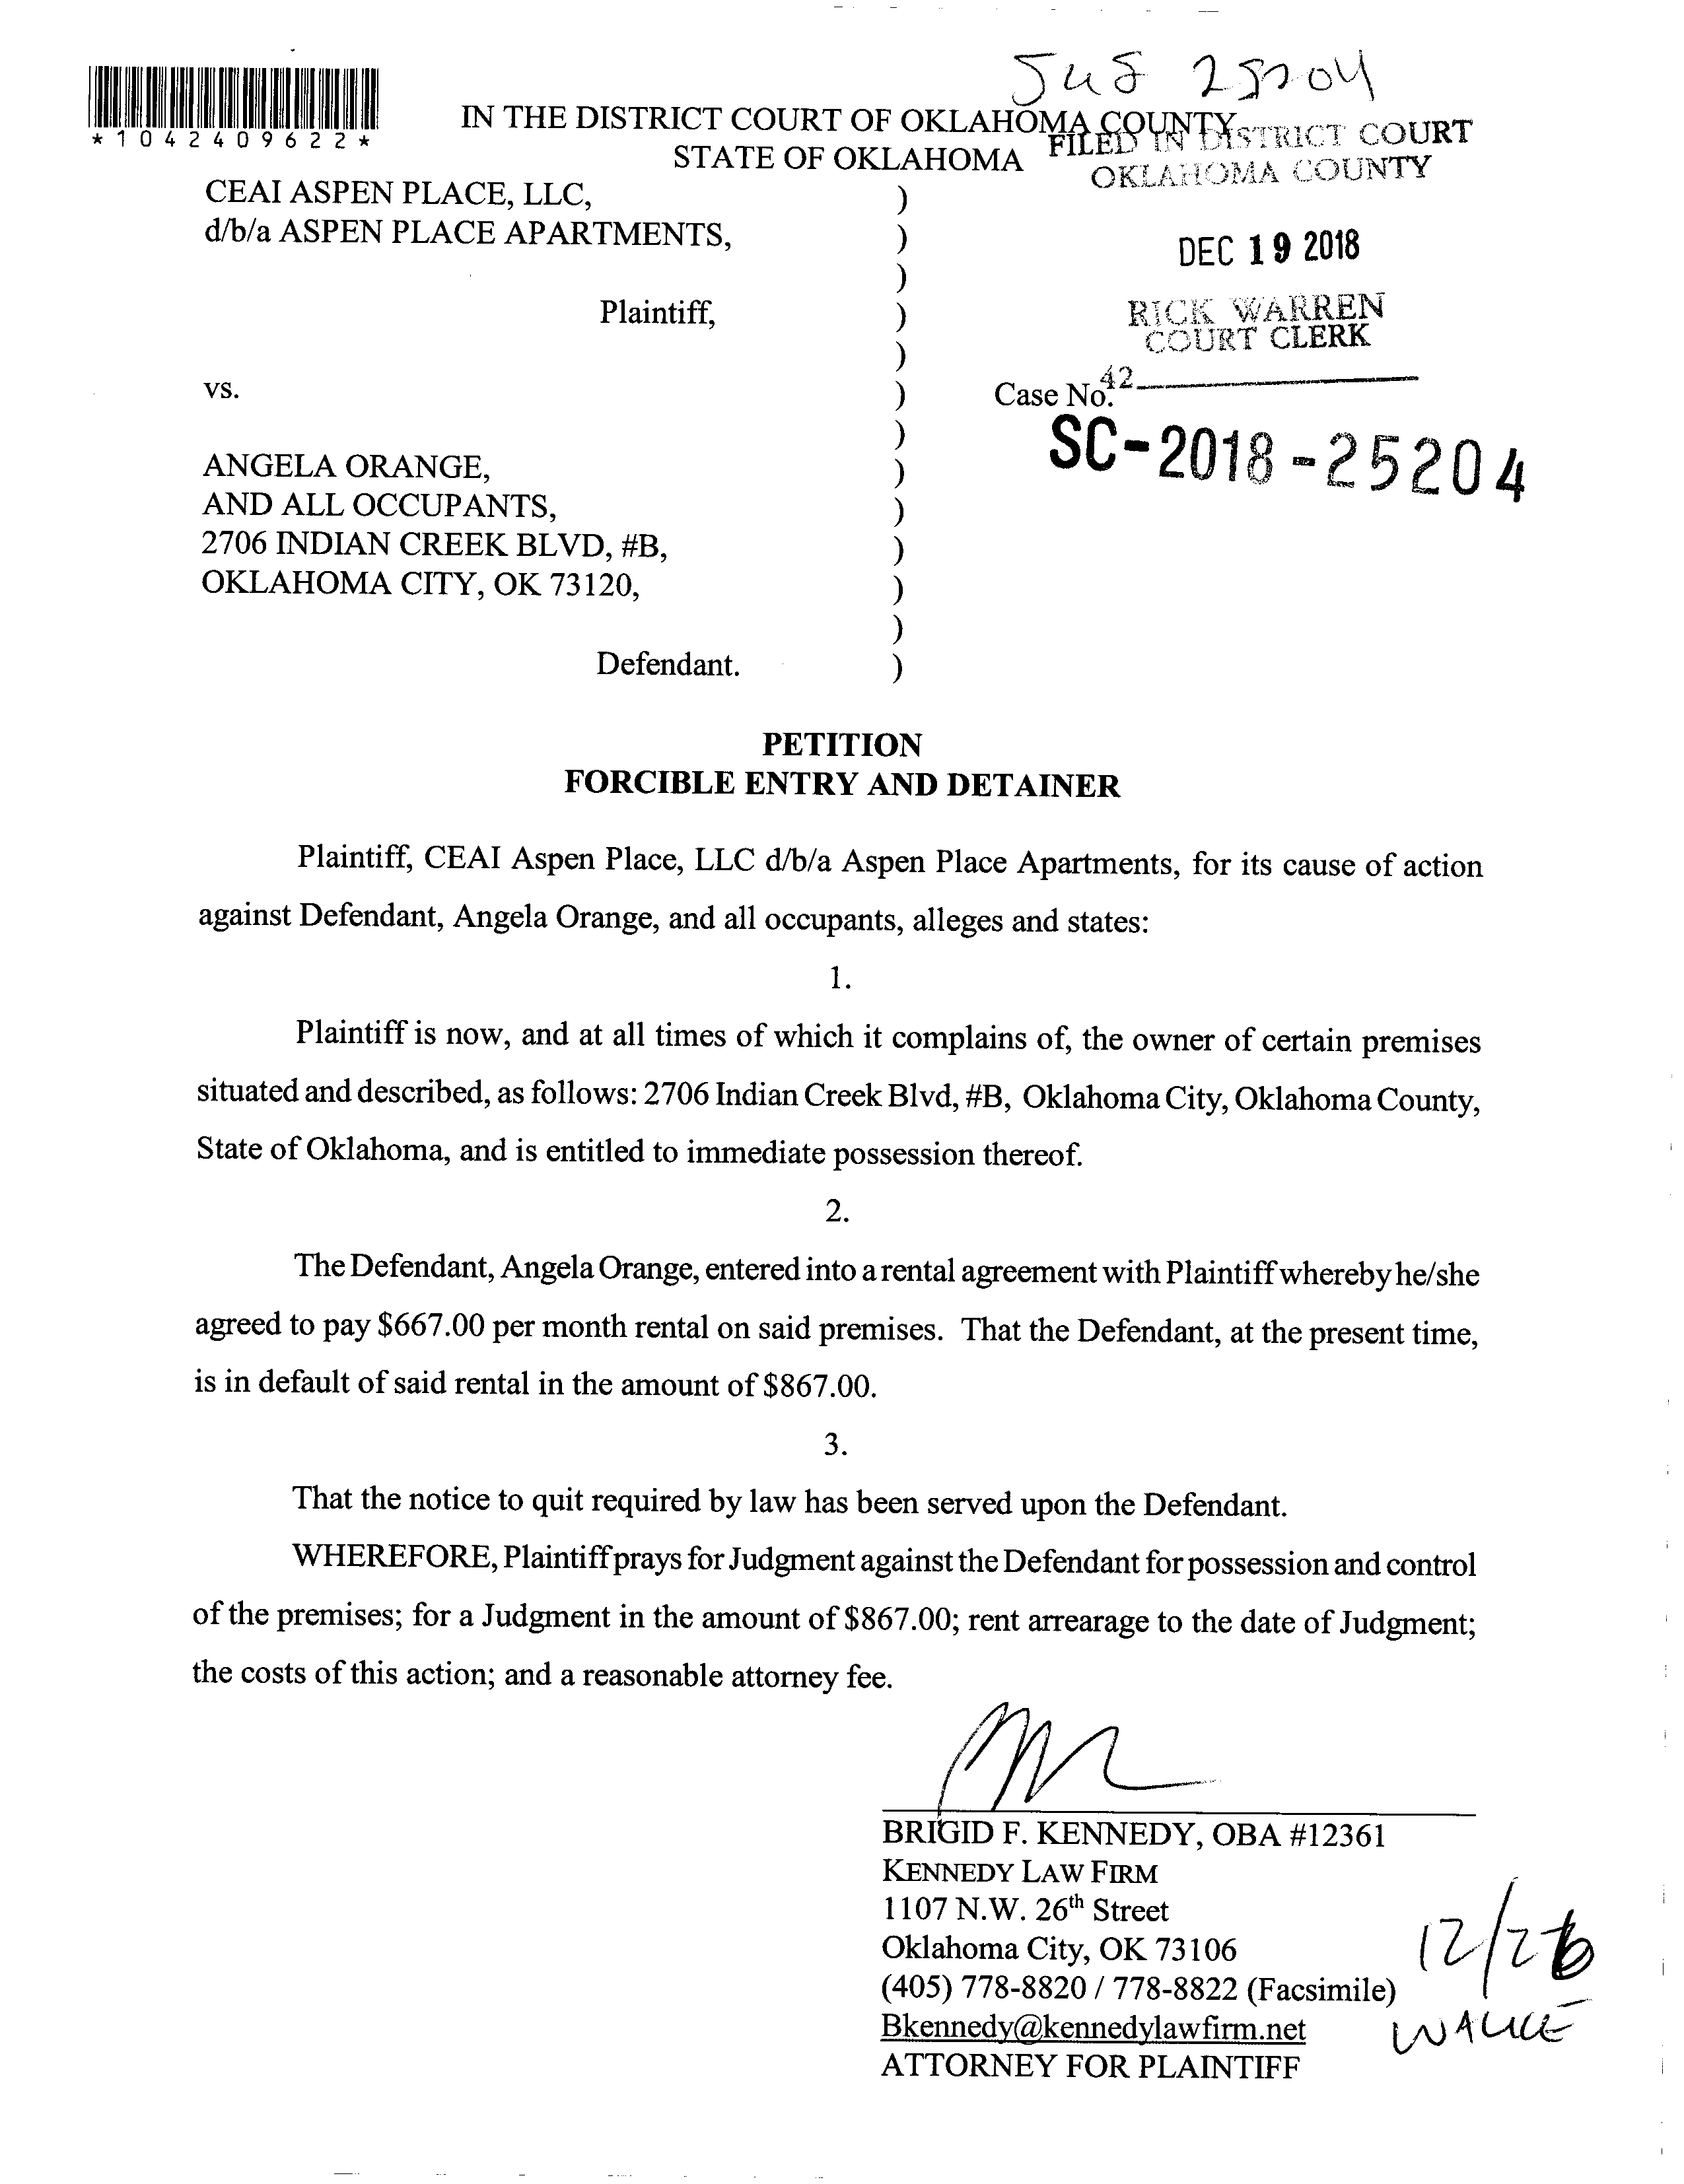 *1042409622*
IN THE DISTRICT COURT OF OKLAHOMA COUNTY
STATE OF OKLAHOMA
FILED IN DISTRICT COURT
OKLAHOMA COUNTY
DEC 19 2018
RICK WARREN
COURT CLERK
42
CEAI ASPEN PLACE, LLC, )
d/b/a ASPEN PLACE APARTMENTS, )
)
Plaintiff, )
)
vs. ) Case No.
) SC-2018-25204
ANGELA ORANGE, )
AND ALL OCCUPANTS, )
2706 INDIAN CREEK BLVD, #B, )
OKLAHOMA CITY, OK 73120, )
)
Defendant. )
PETITION
FORCIBLE ENTRY AND DETAINER
Plaintiff, CEAI Aspen Place, LLC d/b/a Aspen Place Apartments, for its cause of action
against Defendant, Angela Orange, and all occupants, alleges and states:
1.
Plaintiff is now, and at all times of which it complains of, the owner of certain premises
situated and described, as follows: 2706 Indian Creek Blvd, #B, Oklahoma City, Oklahoma County,
State of Oklahoma, and is entitled to immediate possession thereof.
2.
The Defendant, Angela Orange, entered into a rental agreement with Plaintiff whereby he/she
agreed to pay $667.00 per month rental on said premises. That the Defendant, at the present time,
is in default of said rental in the amount of $867.00.
3.
That the notice to quit required by law has been served upon the Defendant.
WHEREFORE, Plaintiff prays for Judgment against the Defendant for possession and control
of the premises; for a Judgment in the amount of $867.00; rent arrearage to the date of Judgment;
the costs of this action; and a reasonable attorney fee.
BRIGID F. KENNEDY, OBA #12361
KENNEDY LAW FIRM
1107 N.W. 26th Street
Oklahoma City, OK 73106
(405) 778-8820 / 778-8822 (Facsimile)
Bkennedy@kennedylawfirm.net
ATTORNEY FOR PLAINTIFF
12/26